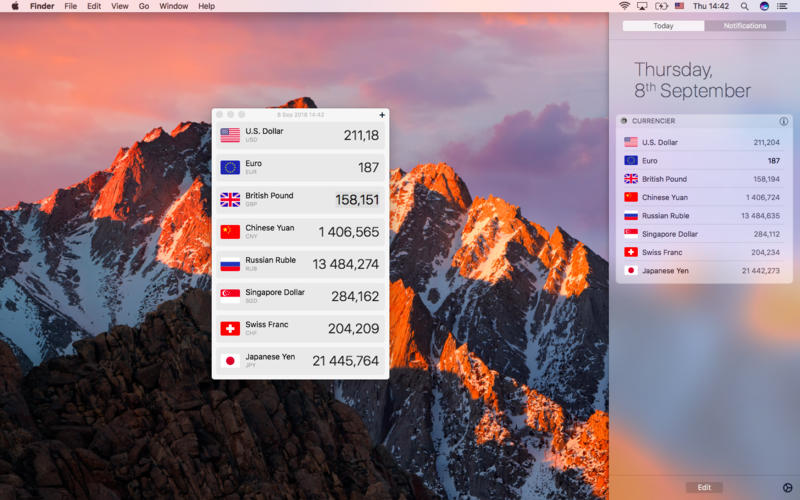 Finder File Edit View Go Window Help
Thu 14:42
8 Sep 2016 14:42 +
U.S. Dollar 211,18
USD
Euro 187
EUR
British Pound 158,151
GBP
Chinese Yuan 1 406,565
CNY
Russian Ruble 13 484,274
RUB
Singapore Dollar 284,162
SGD
Swiss Franc 204,209
CHF
Japanese Yen 21 445,764
JPY
Today Notifications
Thursday,
8th September
CURRENCIER
U.S. Dollar 211,204
Euro 187
British Pound 158,194
Chinese Yuan 1 406,724
Russian Ruble 13 484,635
Singapore Dollar 284,112
Swiss Franc 204,234
Japanese Yen 21 442,273
Edit